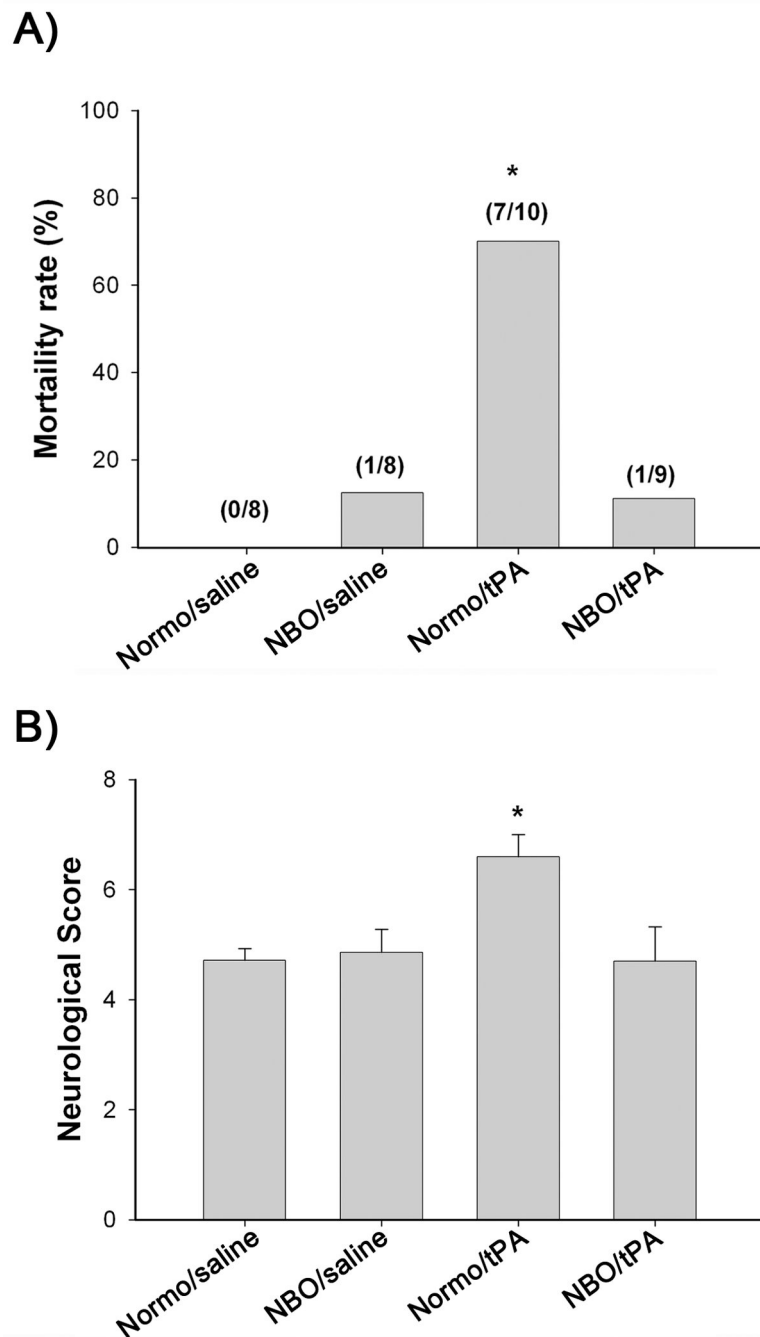 A)
Mortaility rate (%)
100
80
60
40
20
0
*
(0/8)
(1/8)
(7/10)
(1/9)
Normo/saline
NBO/saline
Normo/tPA
NBO/tPA
B)
Neurological Score
8
6
4
2
0
*
Normo/saline
NBO/saline
Normo/tPA
NBO/tPA